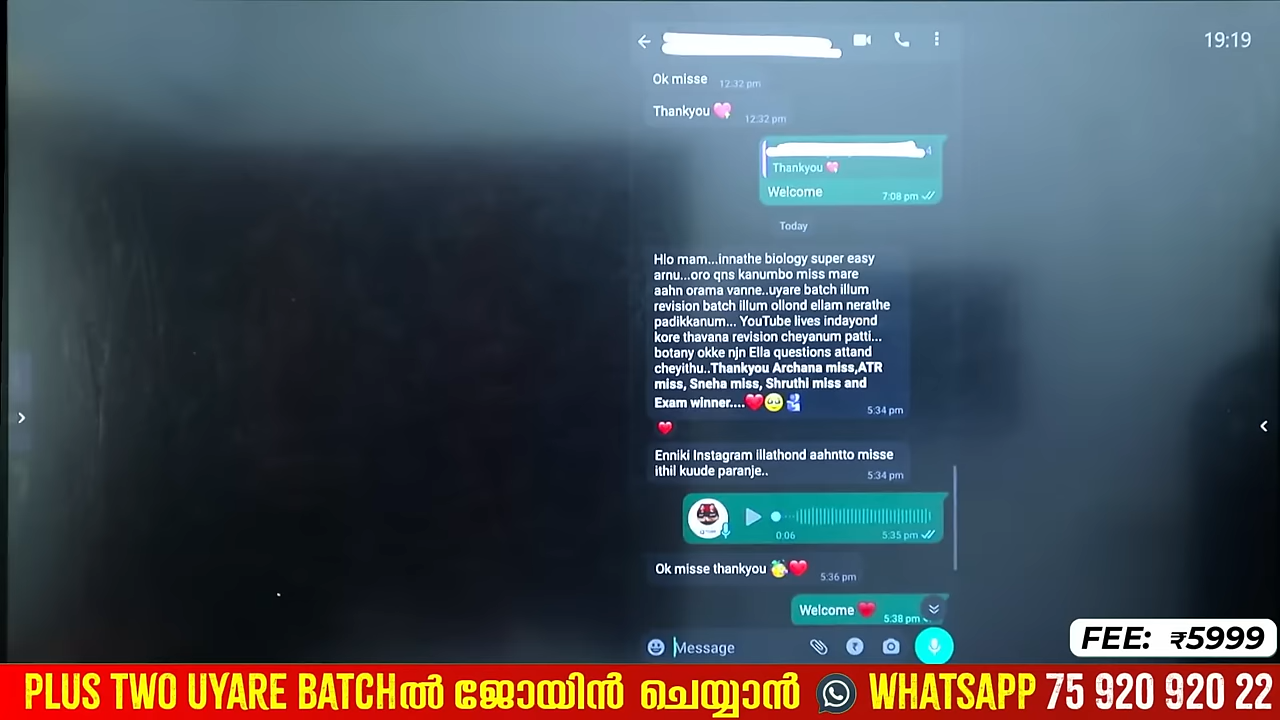 19:19
Ok misse 12:32 pm
Thankyou 12:32 pm
4
Thankyou
Welcome 7:08 pm
Today
Hlo mam...innathe biology super easy
arnu...oro qns kanumbo miss mare
aahn orama vanne..uyare batch illum
revision batch illum ollond ellam nerathe
padikkanum... YouTube lives indayond
kore thavana revision cheyanum patti...
botany okke njn Ella questions attand
cheyithu..Thankyou Archana miss,ATR
miss, Sneha miss, Shruthi miss and
Exam winner....❤️🥹🫂 5:34 pm
❤️
Enniki Instagram illathond aahntto misse
ithil kuude paranje.. 5:34 pm
0:06 5:35 pm
Ok misse thankyou 5:36 pm
Welcome ❤️ 5:38 pm
Message
FEE: ₹5999
PLUS TWO UYARE BATCHൽ ജോയിൻ ചെയ്യാൻ WHATSAPP 75 920 920 22